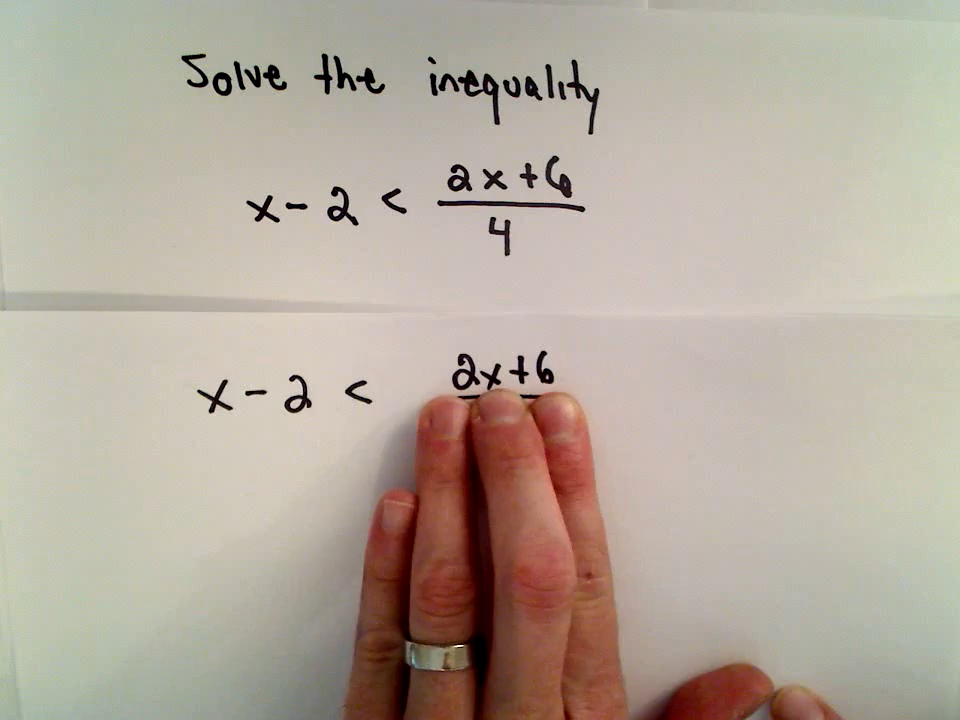 Solve the inequality
x - 2 < 2x + 6
4
x - 2 < 2x + 6